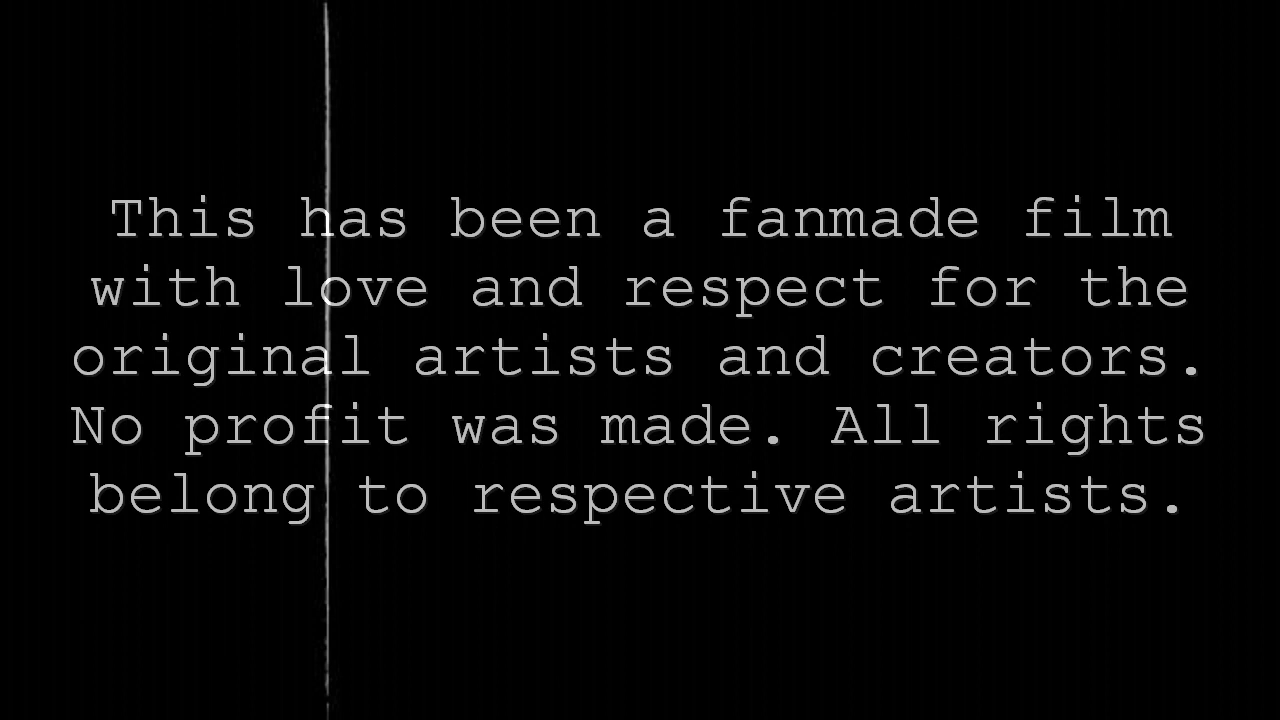 This has been a fanmade film
with love and respect for the
original artists and creators.
No profit was made. All rights
belong to respective artists.